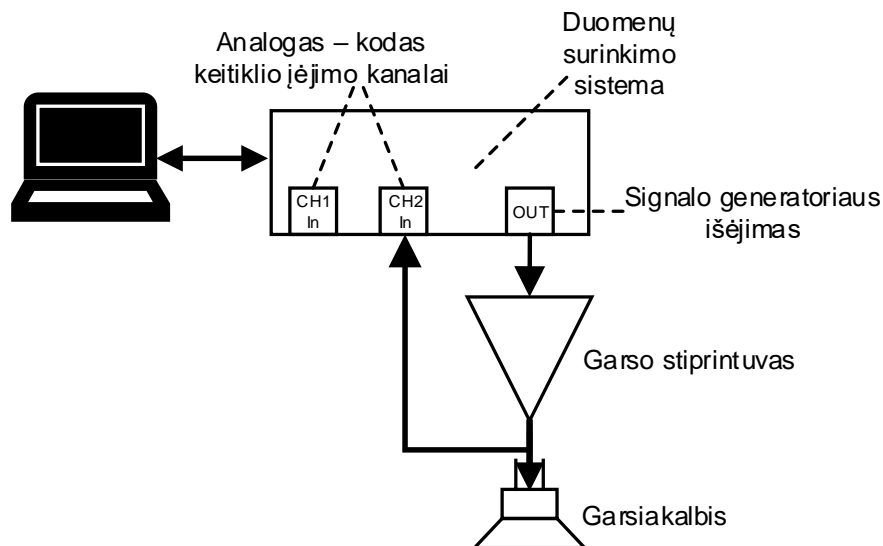 Analogas – kodas
keitiklio įėjimo kanalai
Duomenų
surinkimo
sistema
CH1
In
CH2
In
OUT
Signalo generatoriaus
išėjimas
Garso stiprintuvas
Garsiakalbis